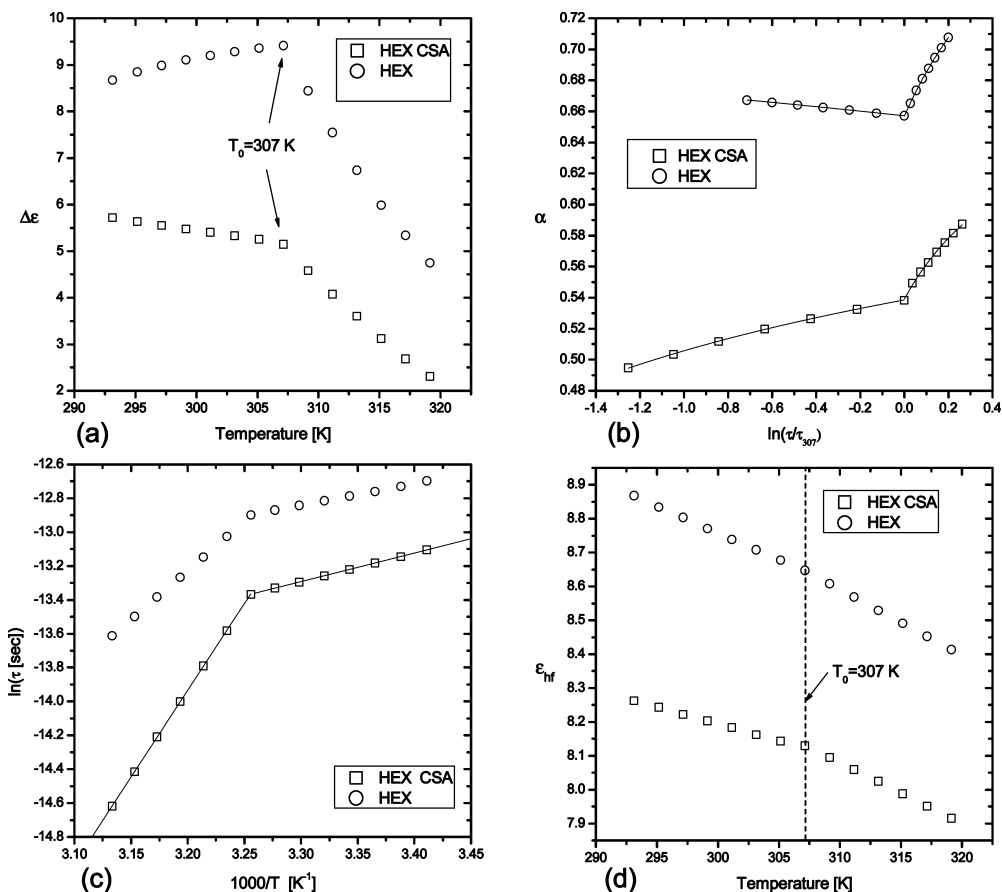 10
9
8
7
6
5
4
3
2
Δε
HEX CSA
HEX
T0=307 K
290 295 300 305 310 315 320
(a) Temperature [K]
0.72
0.70
0.68
0.66
0.64
0.62
0.60
0.58
0.56
0.54
0.52
0.50
0.48
α
HEX CSA
HEX
-1.4 -1.2 -1.0 -0.8 -0.6 -0.4 -0.2 0.0 0.2 0.4
(b) ln(τ/τ307)
-12.6
-12.8
-13.0
-13.2
-13.4
-13.6
-13.8
-14.0
-14.2
-14.4
-14.6
-14.8
ln(τ [sec])
HEX CSA
HEX
3.10 3.15 3.20 3.25 3.30 3.35 3.40 3.45
(c) 1000/T [K-1]
8.9
8.8
8.7
8.6
8.5
8.4
8.3
8.2
8.1
8.0
7.9
εhf
HEX CSA
HEX
T0=307 K
290 295 300 305 310 315 320
Temperature [K] (d)